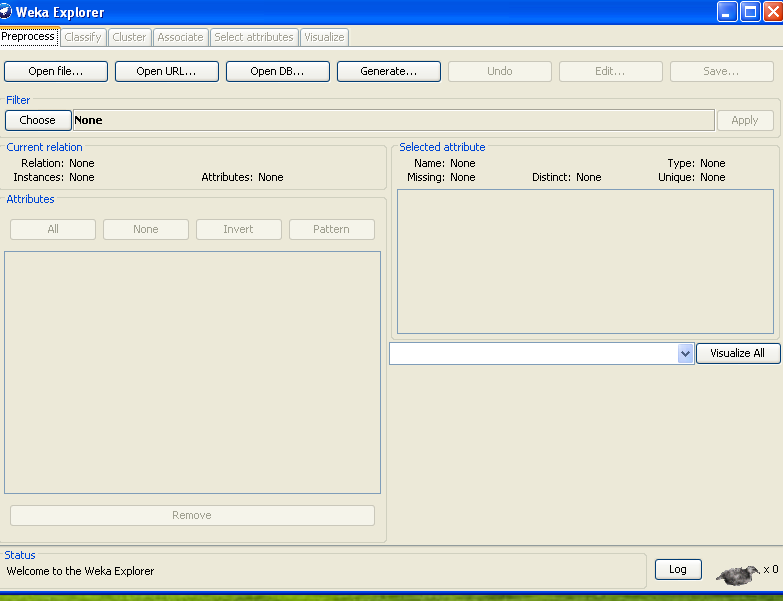 Weka Explorer
Preprocess Classify Cluster Associate Select attributes Visualize
Open file... Open URL... Open DB... Generate... Undo Edit... Save...
Filter
Choose None Apply
Current relation
Relation: None
Instances: None Attributes: None
Selected attribute
Name: None Type: None
Missing: None Distinct: None Unique: None
Attributes
All None Invert Pattern
Visualize All
Remove
Status
Welcome to the Weka Explorer
Log x 0